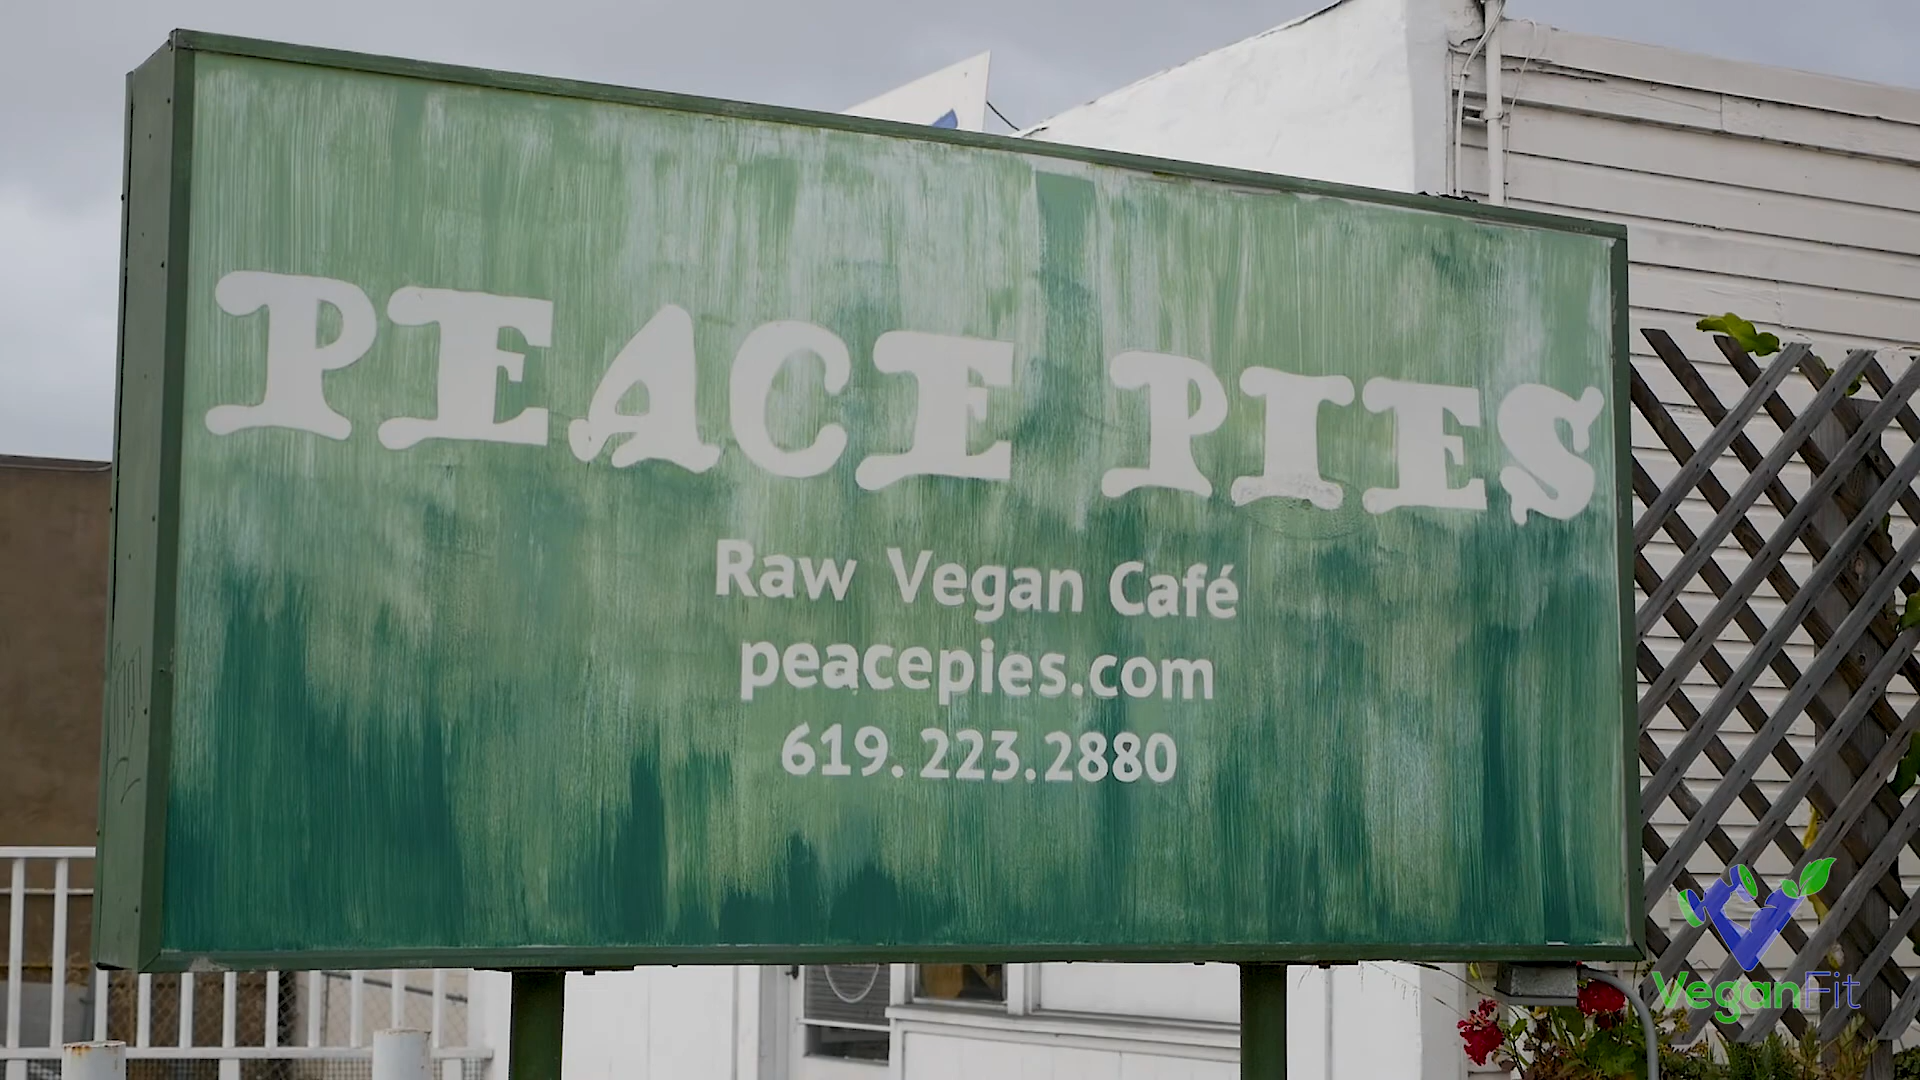 PEACE PIES
Raw Vegan Café
peacepies.com
619.223.2880
VeganFit